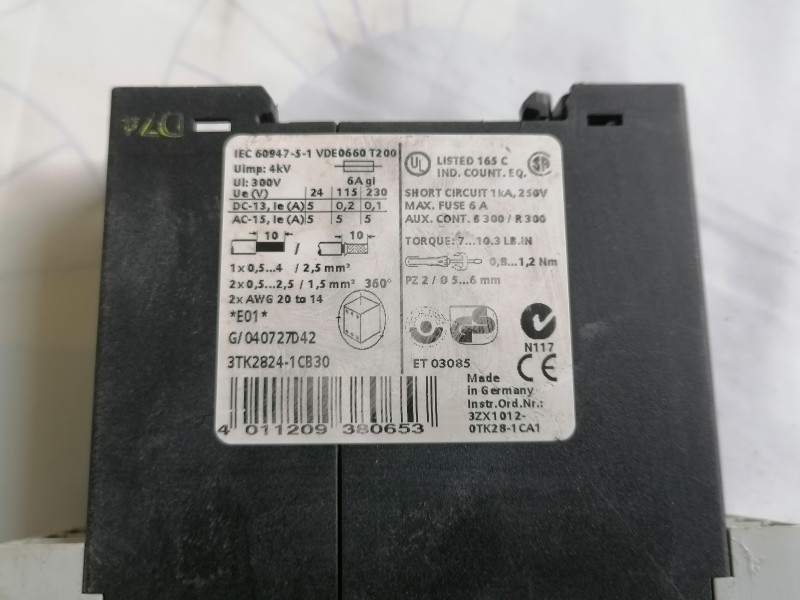 D74
IEC 60947-5-1 VDE0660 T200
Uimp: 4kV
Ui: 300V 6A gl
Ue (V) 24 115 230
DC-13, Ie (A) 5 0,2 0,1
AC-15, Ie (A) 5 5 5
10 / 10
1 x 0,5...4 / 2,5 mm²
2x 0,5...2,5 / 1,5 mm² 360°
2x AWG 20 to 14
*E01*
G/040727D42
3TK2824-1CB30
4 011209 380653
UL LISTED 165 C
IND. CONT. EQ.
SHORT CIRCUIT 1kA, 250V
MAX. FUSE 6 A
AUX. CONT. B 300 / R 300
TORQUE: 7...10.3 LB.IN
0,8...1,2 Nm
PZ 2 / Ø 5...6 mm
N117
ET 03085
CE
Made
in Germany
Instr.Ord.Nr.:
3ZX1012-
0TK28-1CA1